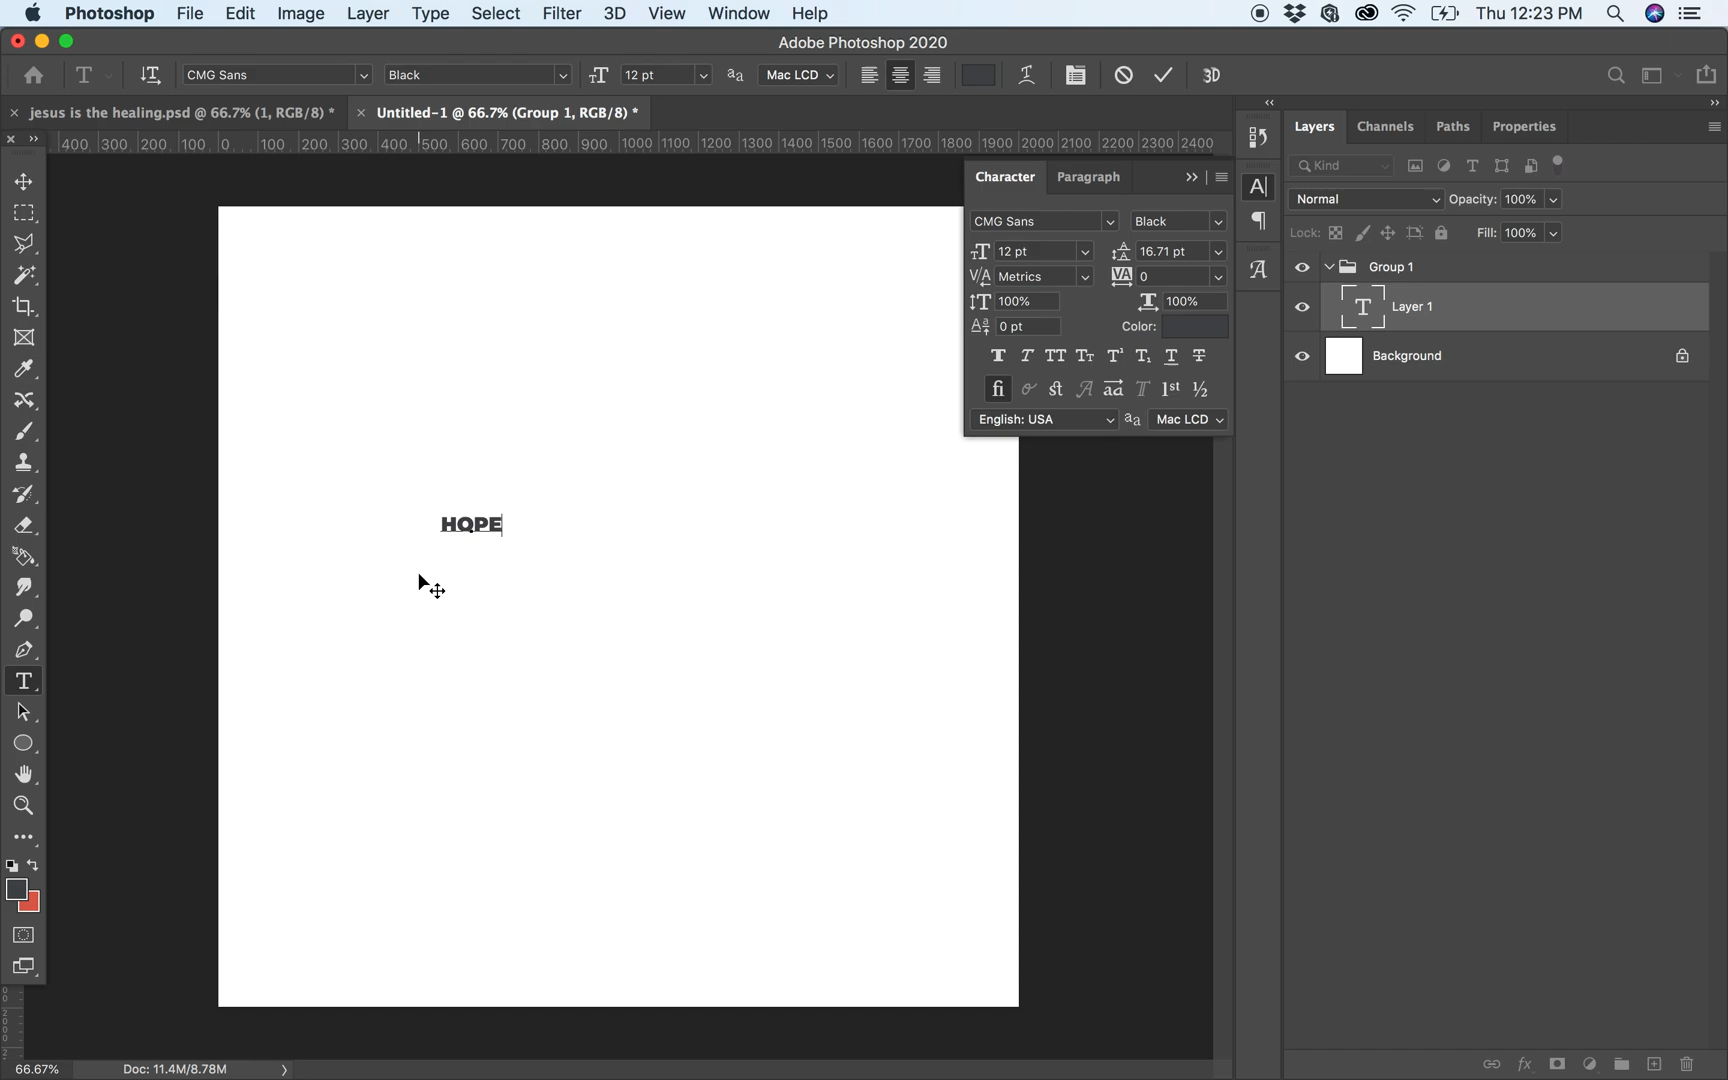 Photoshop File Edit Image Layer Type Select Filter 3D View Window Help Thu 12:23 PM
Adobe Photoshop 2020
CMG Sans Black 12 pt Mac LCD 3D
jesus is the healing.psd @ 66.7% (1, RGB/8) * Untitled-1 @ 66.7% (Group 1, RGB/8) *
400 300 200 100 0 100 200 300 400 500 600 700 800 900 1000 1100 1200 1300 1400 1500 1600 1700 1800 1900 2000 2100 2200 2300 2400
Layers Channels Paths Properties
Kind
Normal Opacity: 100%
Lock: Fill: 100%
Group 1
Layer 1
Background
Character Paragraph
CMG Sans Black
12 pt 16.71 pt
Metrics 0
100% 100%
0 pt Color:
English: USA Mac LCD
HOPE
66.67% Doc: 11.4M/8.78M